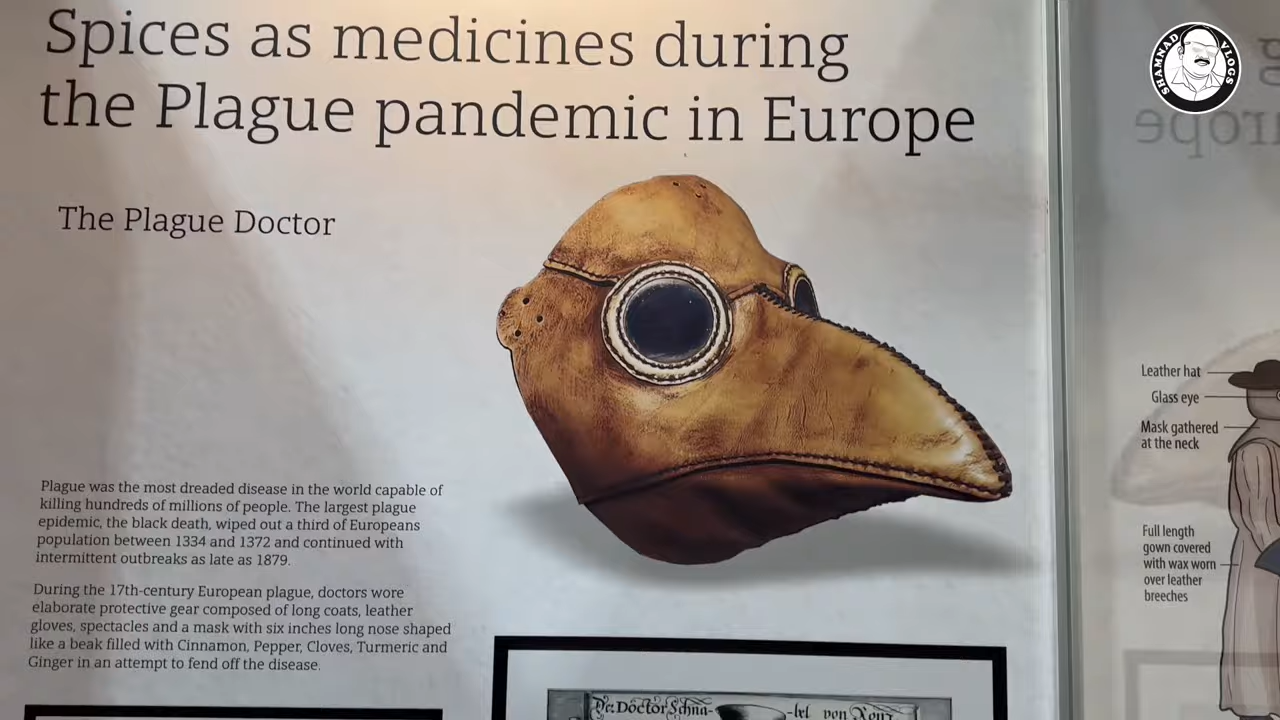 Spices as medicines during
the Plague pandemic in Europe
The Plague Doctor
Plague was the most dreaded disease in the world capable of
killing hundreds of millions of people. The largest plague
epidemic, the black death, wiped out a third of Europeans
population between 1334 and 1372 and continued with
intermittent outbreaks as late as 1879.
During the 17th-century European plague, doctors wore
elaborate protective gear composed of long coats, leather
gloves, spectacles and a mask with six inches long nose shaped
like a beak filled with Cinnamon, Pepper, Cloves, Turmeric and
Ginger in an attempt to fend off the disease.
Doctor Schna-
von
SHAMNAD VLOGS
Leather hat
Glass eye
Mask gathered
at the neck
Full length
gown covered
with wax worn
over leather
breeches